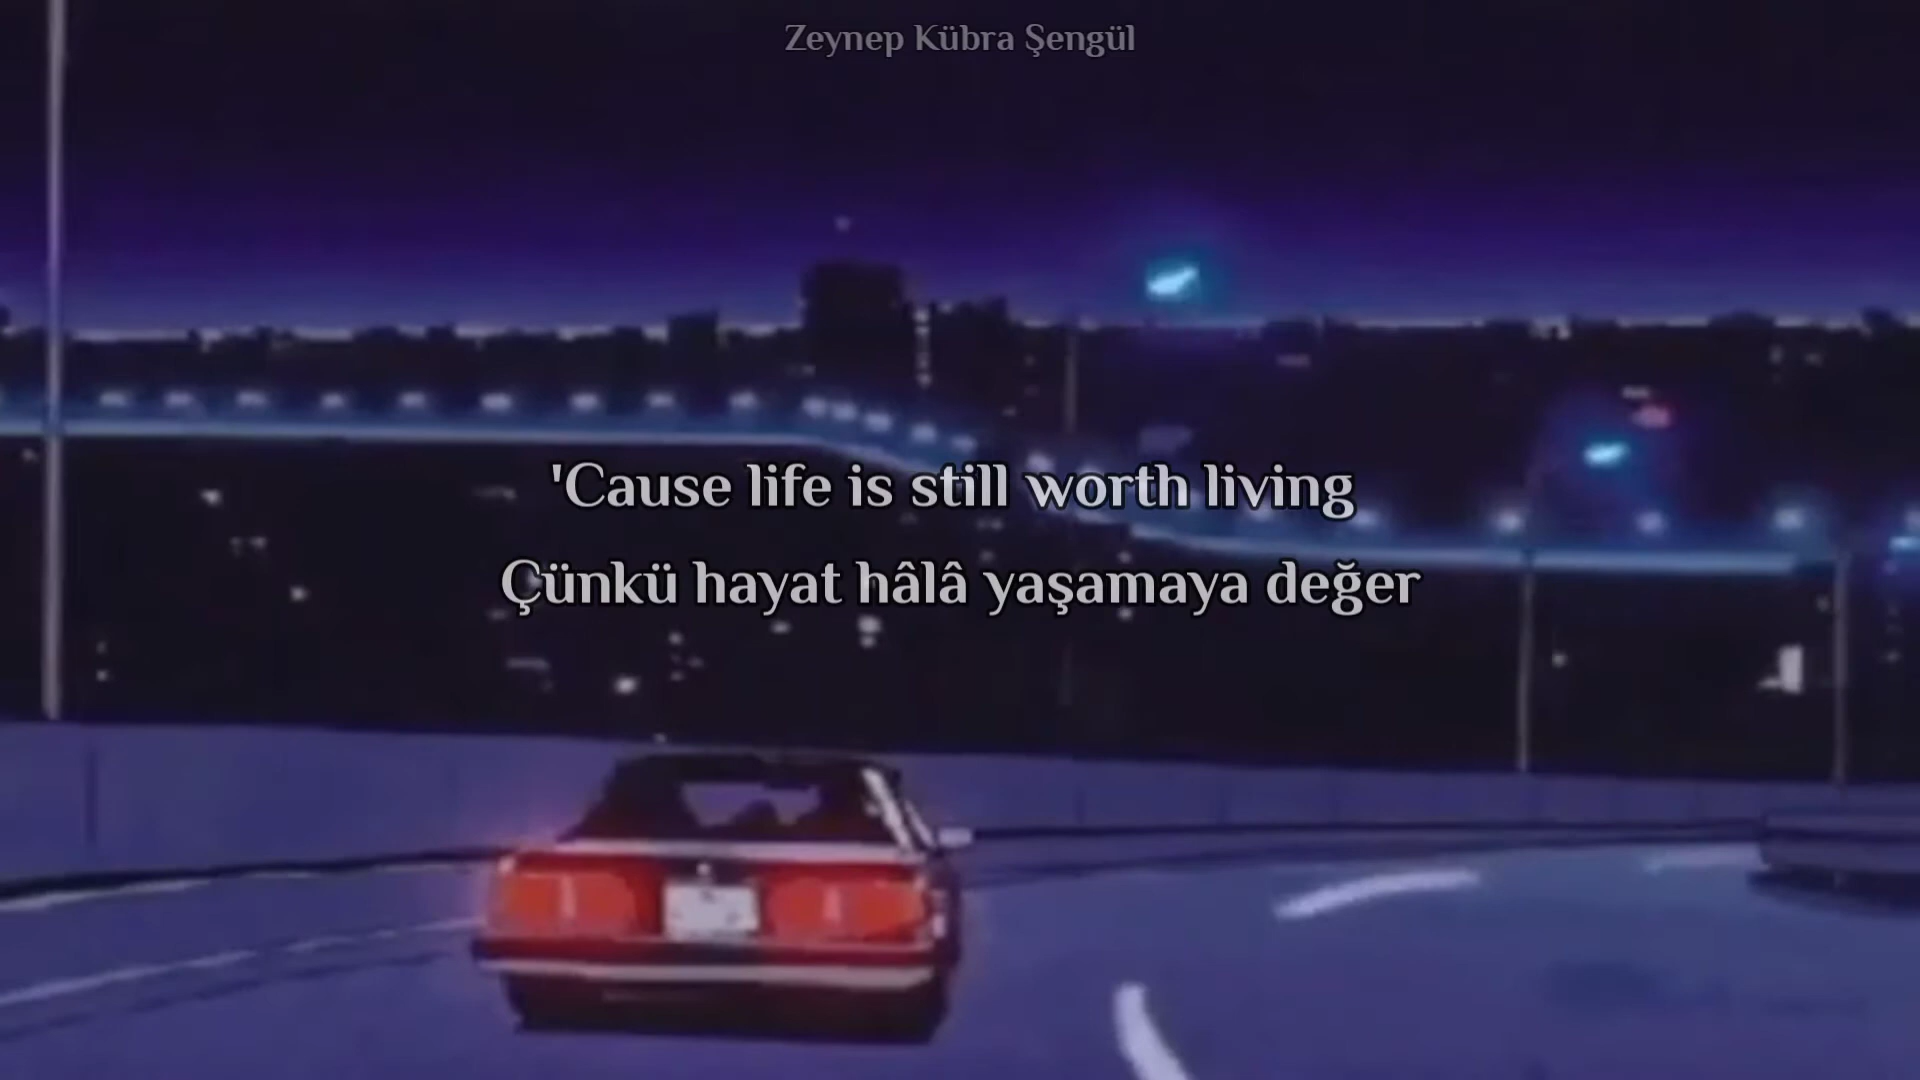 Zeynep Kübra Şengül
'Cause life is still worth living
Çünkü hayat hâlâ yaşamaya değer